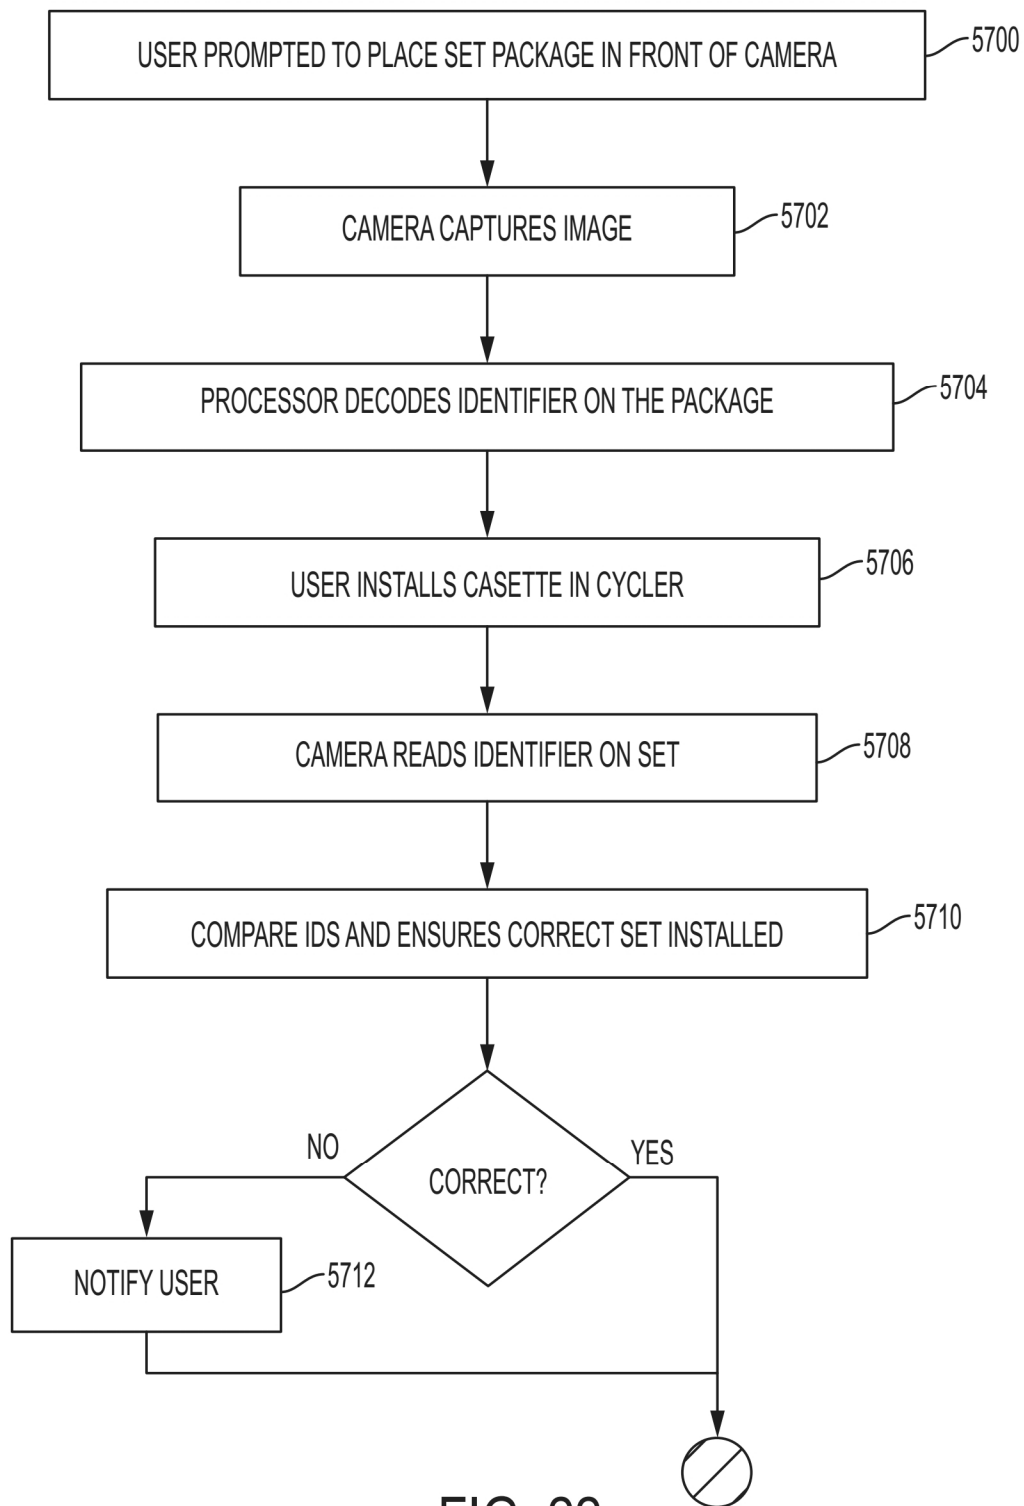 USER PROMPTED TO PLACE SET PACKAGE IN FRONT OF CAMERA
5700
CAMERA CAPTURES IMAGE
5702
PROCESSOR DECODES IDENTIFIER ON THE PACKAGE
5704
USER INSTALLS CASETTE IN CYCLER
5706
CAMERA READS IDENTIFIER ON SET
5708
COMPARE IDS AND ENSURES CORRECT SET INSTALLED
5710
NO
YES
CORRECT?
NOTIFY USER
5712
FIG.